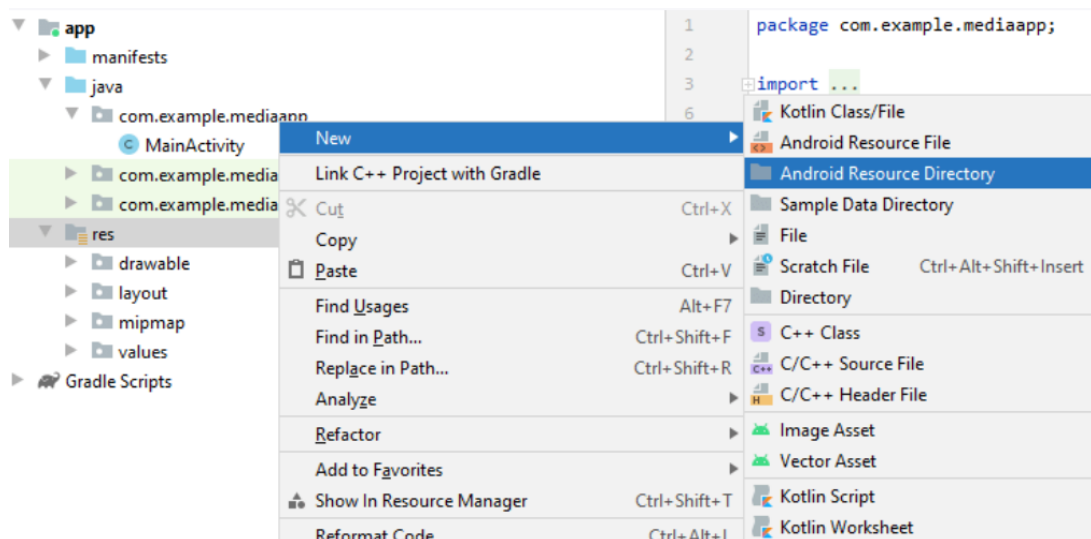 app
manifests
java
com.example.mediaapp
MainActivity
com.example.media
com.example.media
res
drawable
layout
mipmap
values
Gradle Scripts
1 package com.example.mediaapp;
2
3 import ...
6
New
Link C++ Project with Gradle
Cut Ctrl+X
Copy
Paste Ctrl+V
Find Usages Alt+F7
Find in Path... Ctrl+Shift+F
Replace in Path... Ctrl+Shift+R
Analyze
Refactor
Add to Favorites
Show In Resource Manager Ctrl+Shift+T
Reformat Code Ctrl+Alt+L
Kotlin Class/File
Android Resource File
Android Resource Directory
Sample Data Directory
File
Scratch File Ctrl+Alt+Shift+Insert
Directory
C++ Class
C/C++ Source File
C/C++ Header File
Image Asset
Vector Asset
Kotlin Script
Kotlin Worksheet